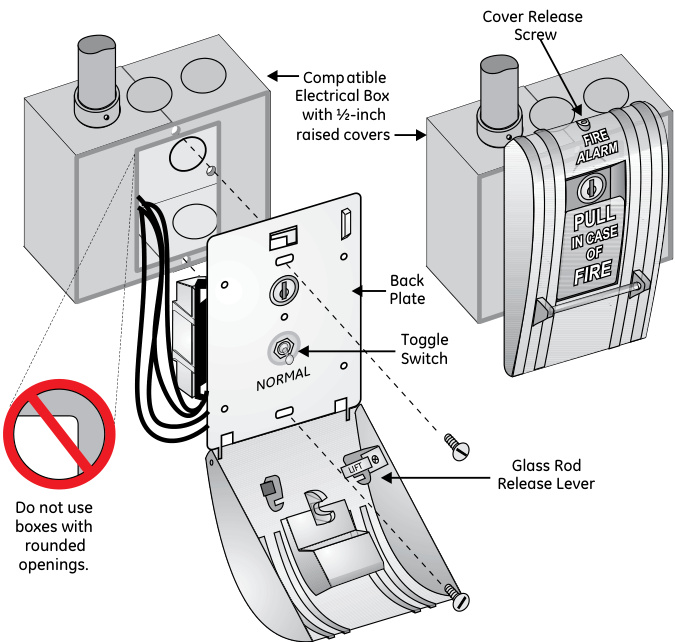 Cover Release
Screw
Compatible
Electrical Box
with ½-inch
raised covers
FIRE
ALARM
PULL
IN CASE
OF
FIRE
Back
Plate
Toggle
Switch
NORMAL
LIFT
Glass Rod
Release Lever
Do not use
boxes with
rounded
openings.